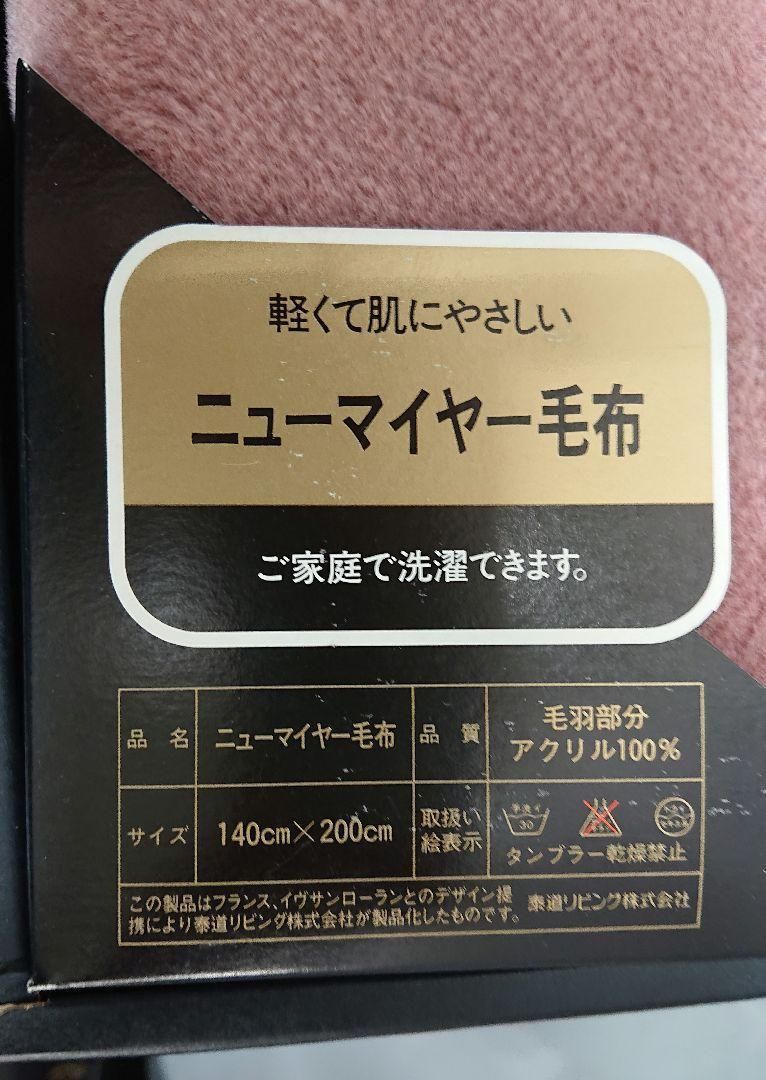 軽くて肌にやさしい
ニューマイヤー毛布
ご家庭で洗濯できます。
品名 ニューマイヤー毛布 品質 毛羽部分
アクリル100%
サイズ 140cm×200cm 取扱い
絵表示
手洗イ
30
タンブラー乾燥禁止
この製品はフランス、イヴサンローランとのデザイン提
携により泰道リビング株式会社が製品化したものです。
泰道リビング株式会社